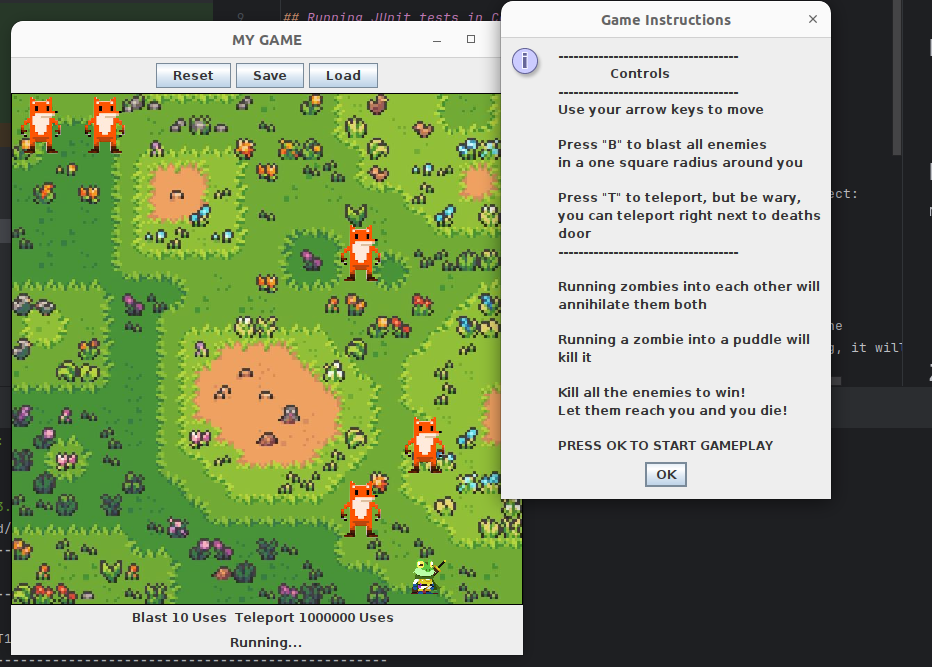 ## Running JUnit tests in C
MY GAME
Reset Save Load
Game Instructions
------------------------------------
Controls
------------------------------------
Use your arrow keys to move
Press "B" to blast all enemies
in a one square radius around you
Press "T" to teleport, but be wary,
you can teleport right next to deaths
door
------------------------------------
Running zombies into each other will
annihilate them both
Running a zombie into a puddle will
kill it
Kill all the enemies to win!
Let them reach you and you die!
PRESS OK TO START GAMEPLAY
OK
ect:
, it will
Blast 10 Uses Teleport 1000000 Uses
Running...